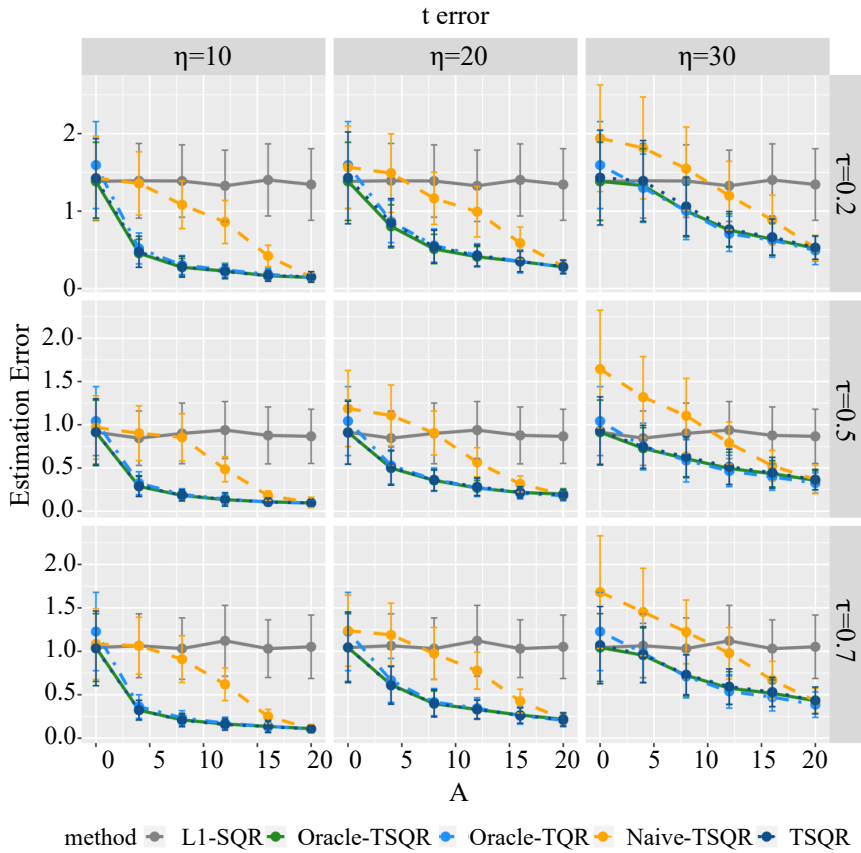 t error
η=10 η=20 η=30
2
1
0
τ=0.2
2.0
1.5
1.0
0.5
0.0
τ=0.5
2.0
1.5
1.0
0.5
0.0
τ=0.7
Estimation Error
0 5 10 15 20 0 5 10 15 20 0 5 10 15 20
A
method L1-SQR Oracle-TSQR Oracle-TQR Naive-TSQR TSQR